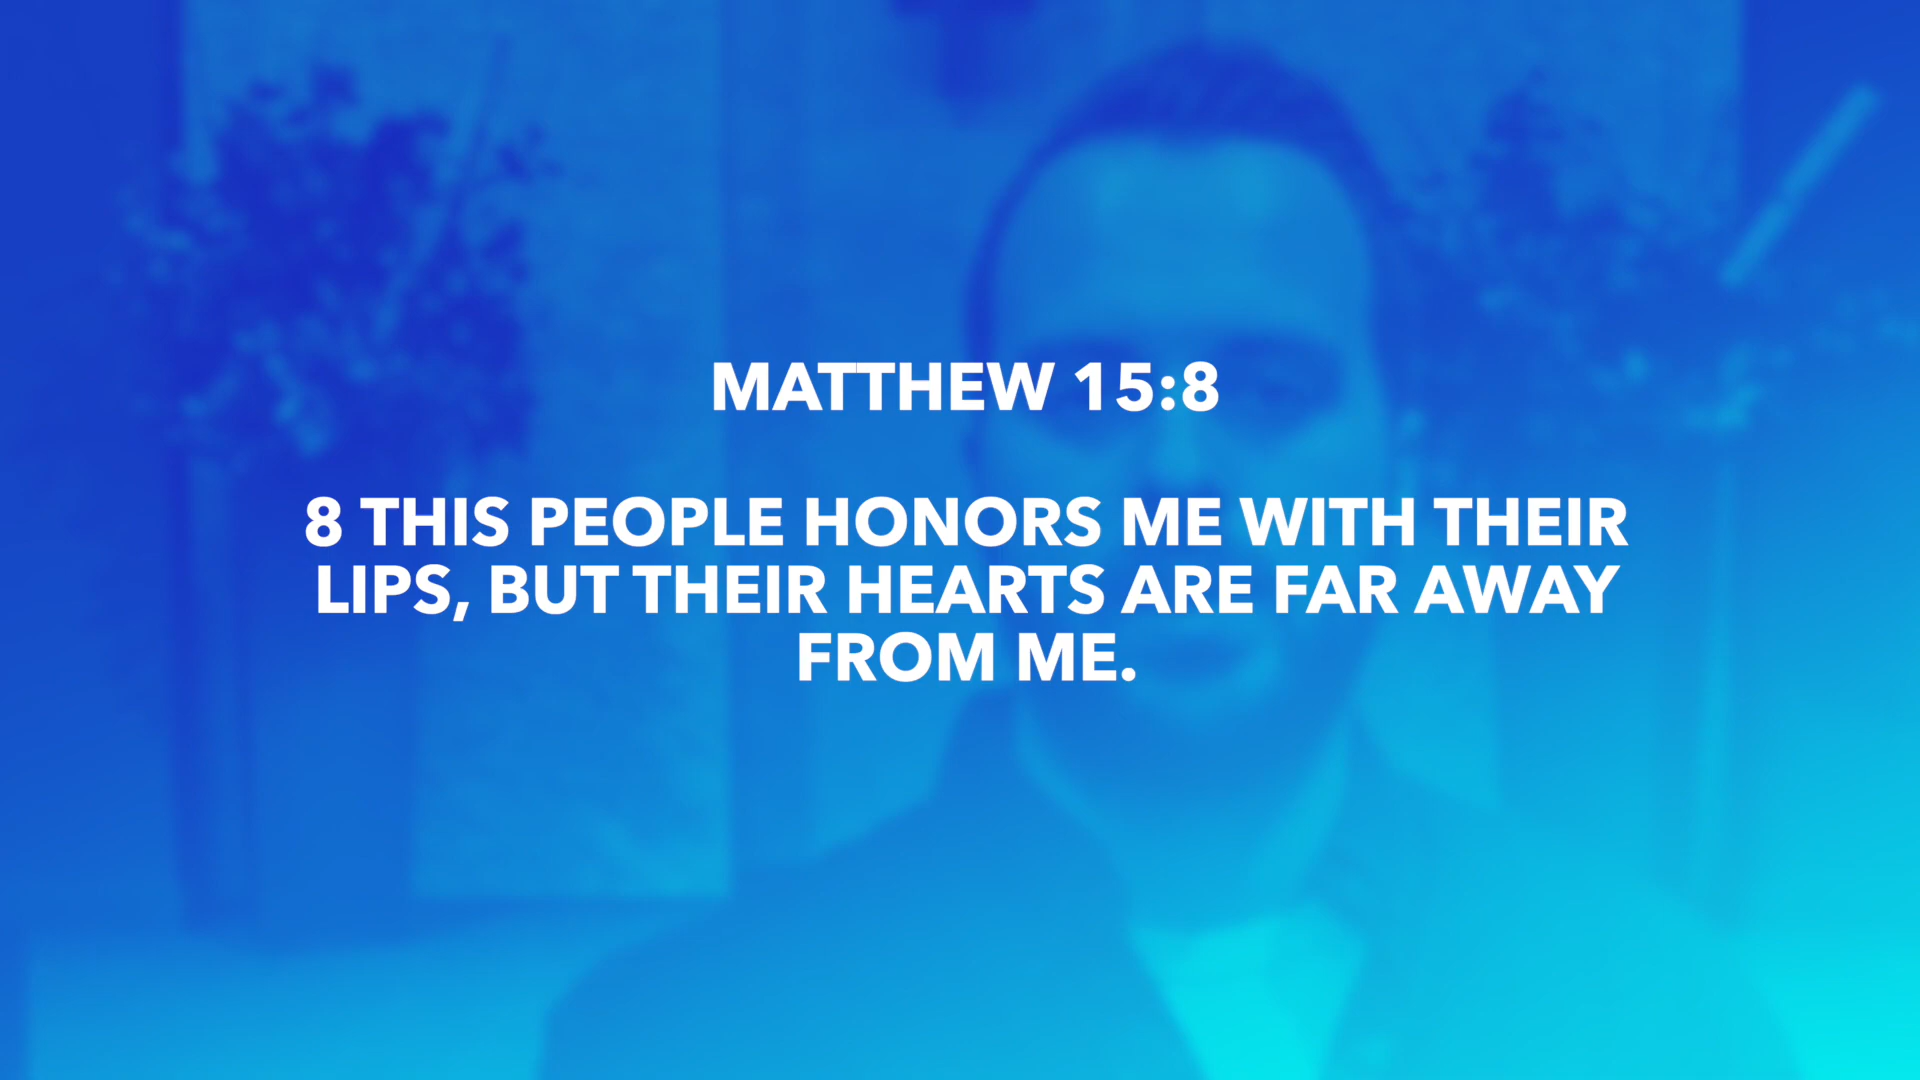 MATTHEW 15:8
8 THIS PEOPLE HONORS ME WITH THEIR
LIPS, BUT THEIR HEARTS ARE FAR AWAY
FROM ME.